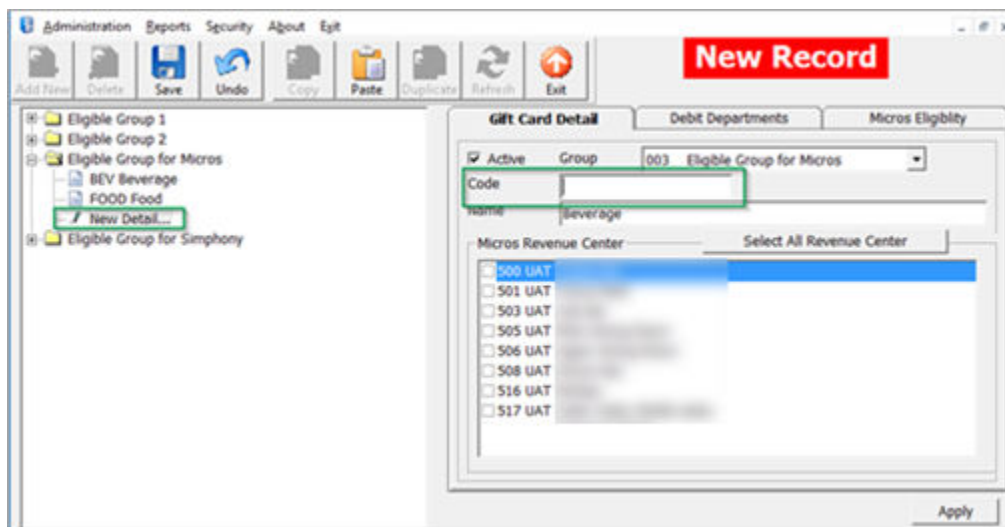 Administration Reports Security About Exit
Add New Delete Save Undo Copy Paste Duplicate Refresh Exit
New Record
Eligible Group 1
Eligible Group 2
Eligible Group for Micros
BEV Beverage
FOOD Food
New Detail...
Eligible Group for Simphony
Gift Card Detail Debit Departments Micros Eligiblity
Active Group 003 Eligible Group for Micros
Code
Name Beverage
Micros Revenue Center Select All Revenue Center
500 UAT
501 UAT
503 UAT
505 UAT
506 UAT
508 UAT
516 UAT
517 UAT
Apply